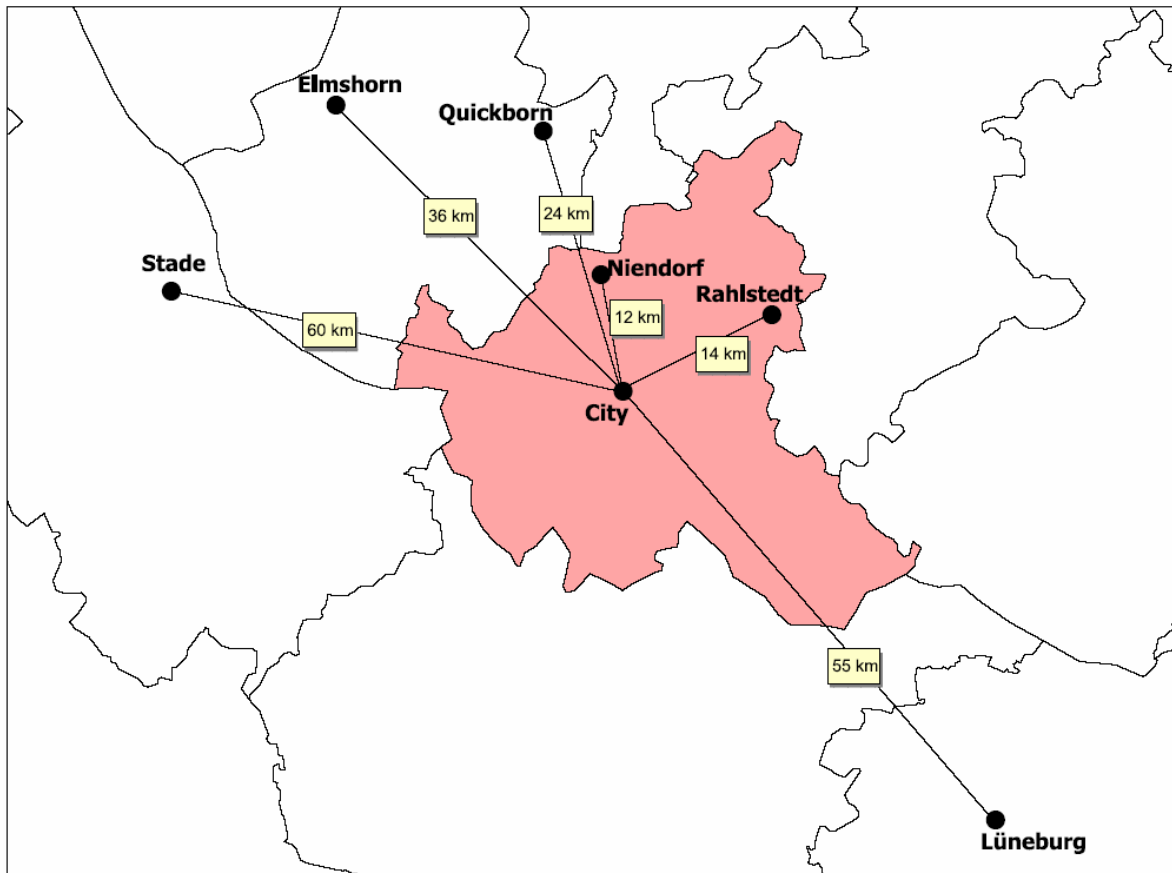 Elmshorn
Quickborn
36 km
24 km
Stade
Niendorf
Rahlstedt
60 km
12 km
14 km
City
55 km
Lüneburg